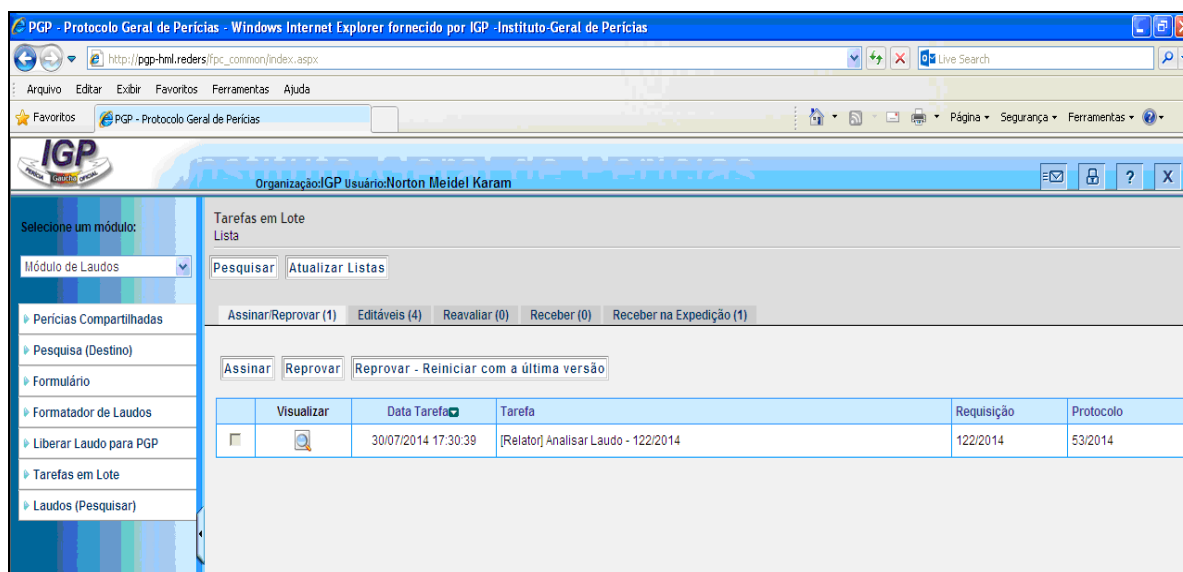 PGP - Protocolo Geral de Perícias - Windows Internet Explorer fornecido por IGP -Instituto-Geral de Perícias
http://pgp-hml.reders/fpc_common/index.aspx
Live Search
Arquivo Editar Exibir Favoritos Ferramentas Ajuda
Favoritos PGP - Protocolo Geral de Perícias Página Segurança Ferramentas
IGP
PERÍCIA Gaúcha OFICIAL
Organização:IGP Usuário:Norton Meidel Karam ? X
Selecione um módulo:
Módulo de Laudos
Perícias Compartilhadas
Pesquisa (Destino)
Formulário
Formatador de Laudos
Liberar Laudo para PGP
Tarefas em Lote
Laudos (Pesquisar)
Tarefas em Lote
Lista
Pesquisar Atualizar Listas
Assinar/Reprovar (1) Editáveis (4) Reavaliar (0) Receber (0) Receber na Expedição (1)
Assinar Reprovar Reprovar - Reiniciar com a última versão
Visualizar Data Tarefa Tarefa Requisição Protocolo
30/07/2014 17:30:39 [Relator] Analisar Laudo - 122/2014 122/2014 53/2014